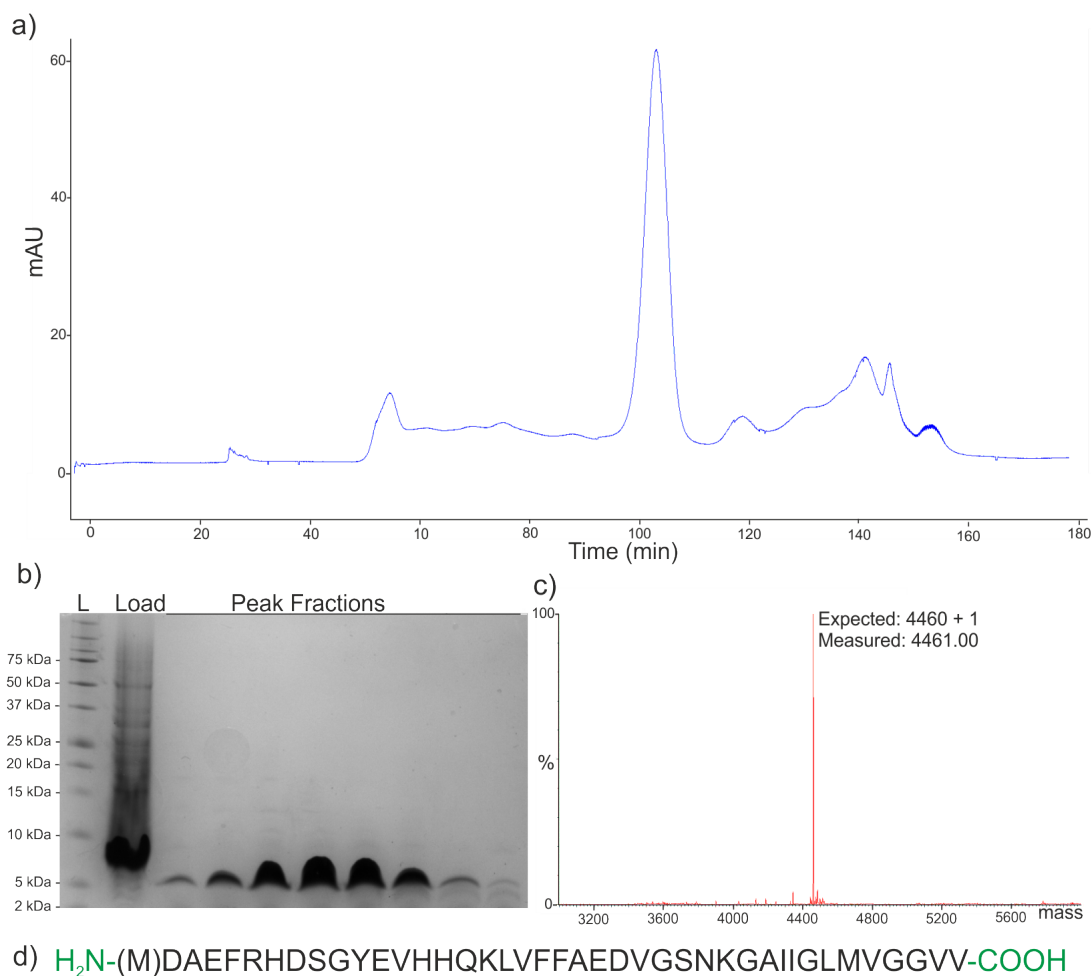 a)
60
40
20
0
mAU
0 20 40 10 80 100 120 140 160 180
Time (min)
b)
L Load Peak Fractions
75 kDa
50 kDa
37 kDa
25 kDa
20 kDa
15 kDa
10 kDa
5 kDa
2 kDa
c)
100
Expected: 4460 + 1
Measured: 4461.00
%
0
3200 3600 4000 4400 4800 5200 5600 mass
d) H₂N-(M)DAEFRHDSGYEVHHQKLVFFAEDVGSNKGAIIGLMVGGVV-COOH